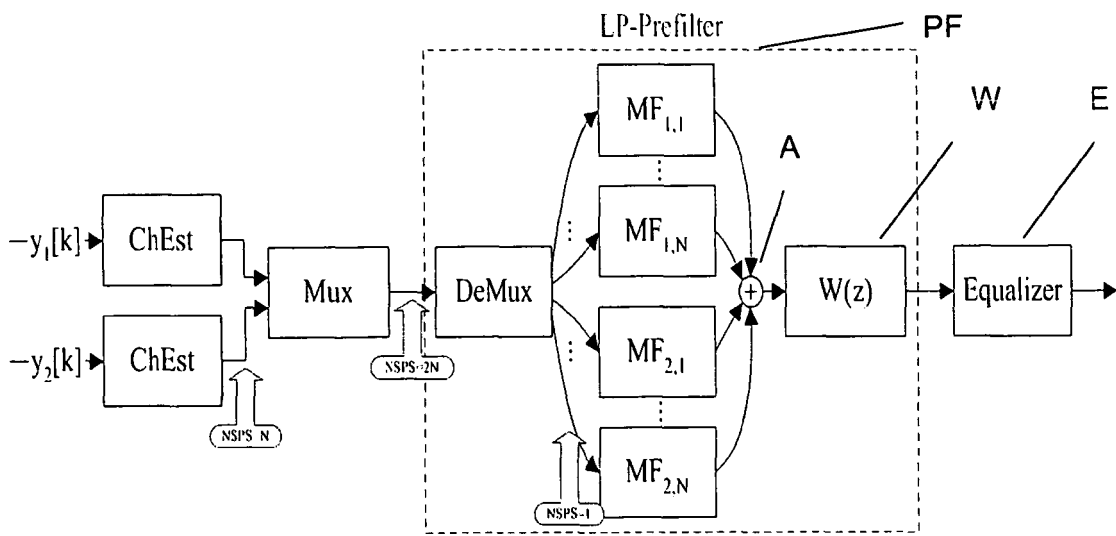 LP-Prefilter
PF
MF1,1
W
E
A
⋮
–y1[k]
ChEst
⋮
MF1,N
Mux
DeMux
+
W(z)
Equalizer
–y2[k]
ChEst
⋮
MF2,1
NSPS=2N
⋮
NSPS=N
MF2,N
NSPS=1